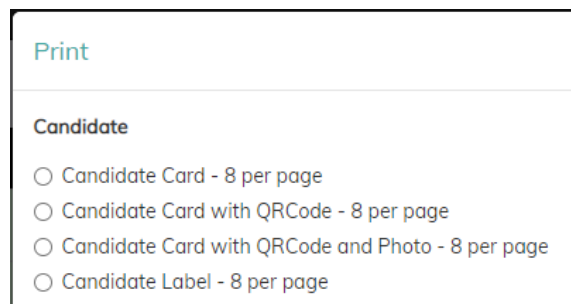 Print
Candidate
Candidate Card - 8 per page
Candidate Card with QRCode - 8 per page
Candidate Card with QRCode and Photo - 8 per page
Candidate Label - 8 per page